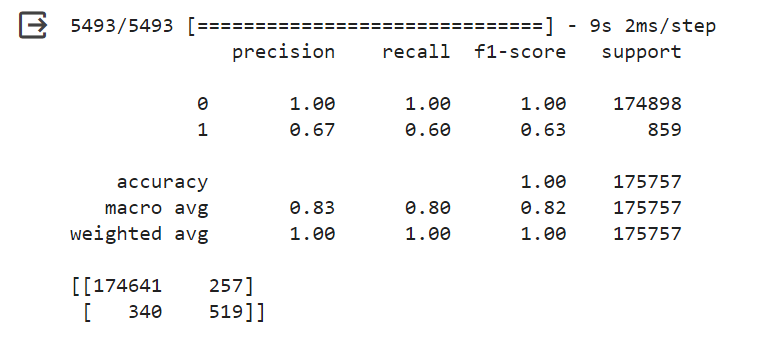 5493/5493 [==============================] - 9s 2ms/step
precision recall f1-score support
0 1.00 1.00 1.00 174898
1 0.67 0.60 0.63 859
accuracy 1.00 175757
macro avg 0.83 0.80 0.82 175757
weighted avg 1.00 1.00 1.00 175757
[[174641 257]
[ 340 519]]